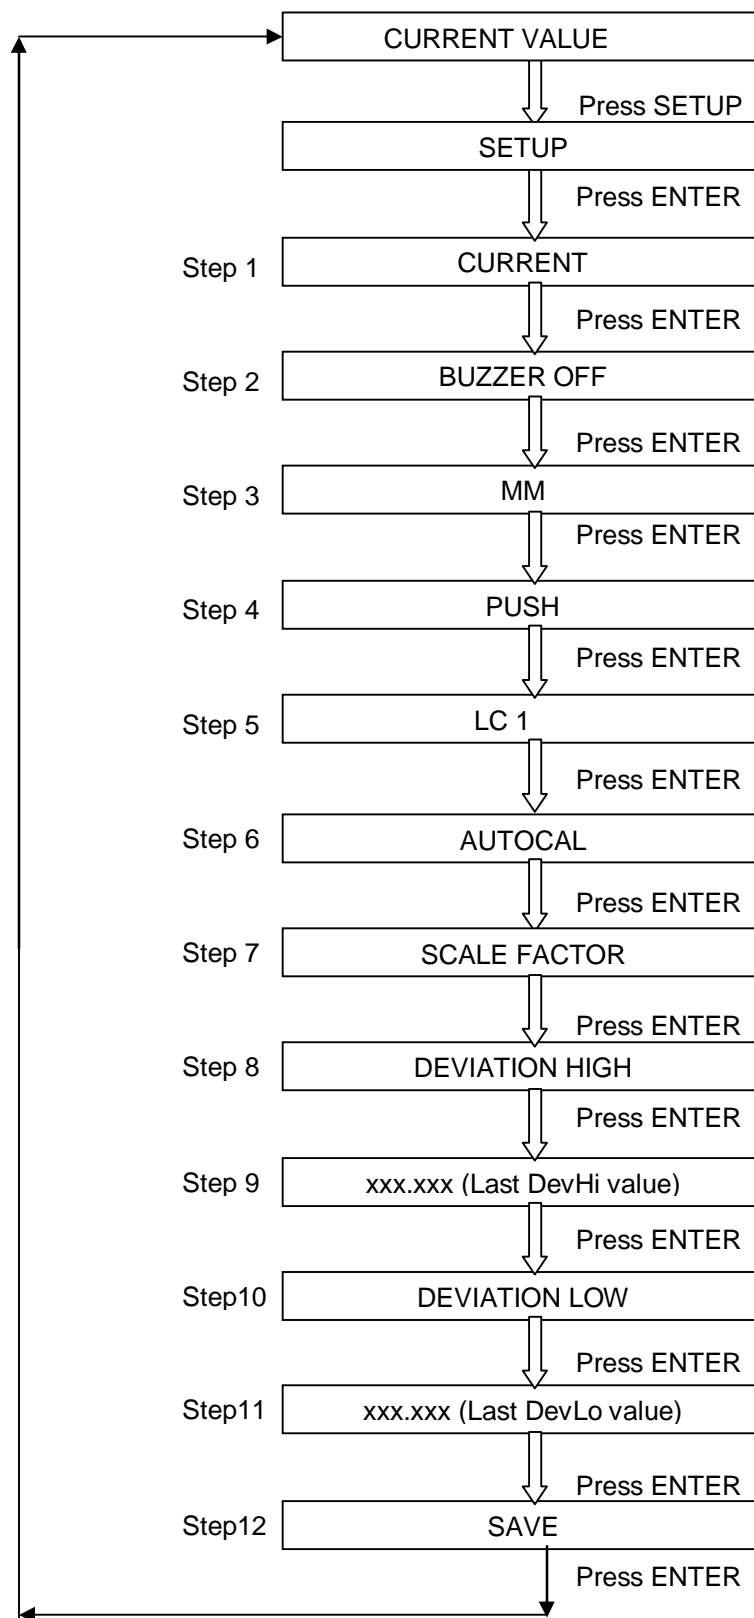 CURRENT VALUE
Press SETUP
SETUP
Press ENTER
Step 1 CURRENT
Press ENTER
Step 2 BUZZER OFF
Press ENTER
Step 3 MM
Press ENTER
Step 4 PUSH
Press ENTER
Step 5 LC 1
Press ENTER
Step 6 AUTOCAL
Press ENTER
Step 7 SCALE FACTOR
Press ENTER
Step 8 DEVIATION HIGH
Press ENTER
Step 9 xxx.xxx (Last DevHi value)
Press ENTER
Step10 DEVIATION LOW
Press ENTER
Step11 xxx.xxx (Last DevLo value)
Press ENTER
Step12 SAVE
Press ENTER